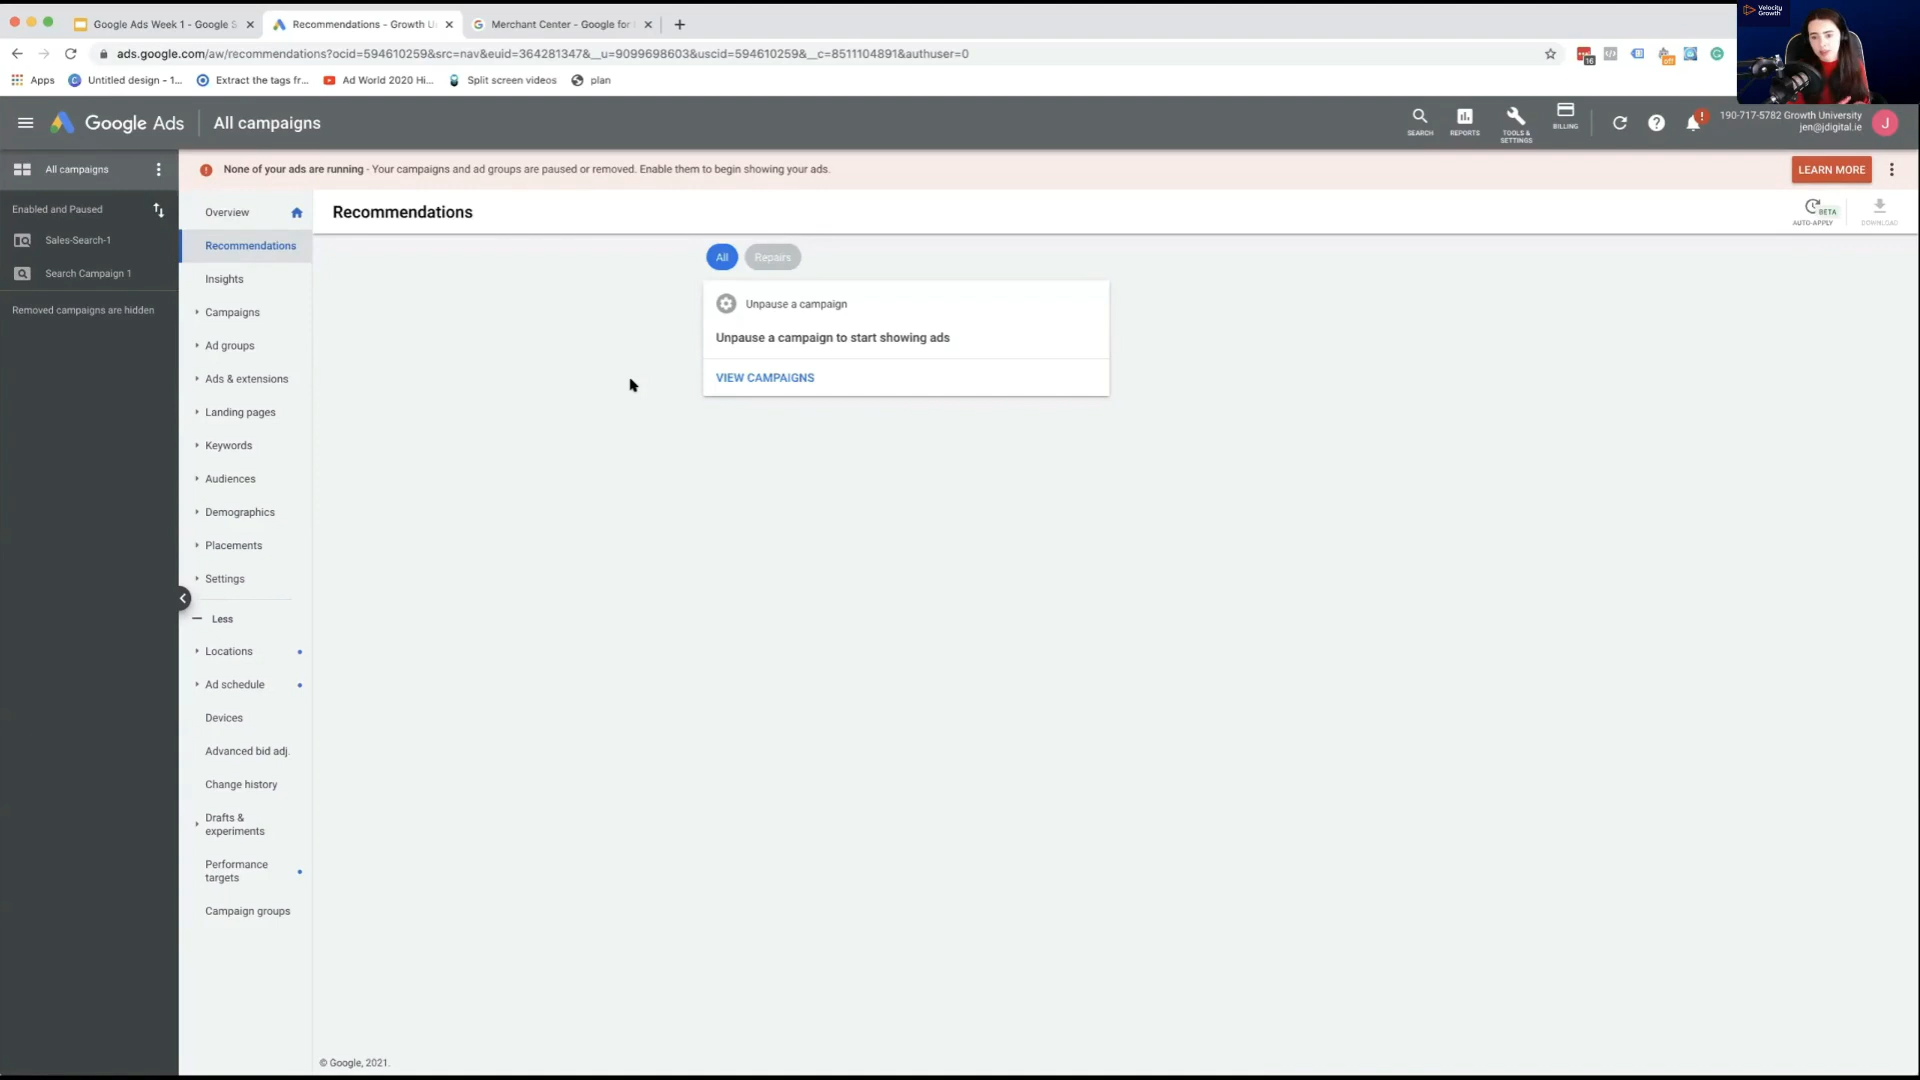 Google Ads Week 1 - Google S
Recommendations - Growth U
Merchant Center - Google for
Velocity
Growth
ads.google.com/aw/recommendations?ocid=594610259&src=nav&euid=364281347&__u=9099698603&uscid=594610259&__c=8511104891&authuser=0
16
off
Apps
Untitled design - 1...
Extract the tags fr...
Ad World 2020 Hi...
Split screen videos
plan
Google Ads
All campaigns
SEARCH
REPORTS
TOOLS &
SETTINGS
BILLING
190-717-5782 Growth University
jen@jdigital.ie
J
All campaigns
None of your ads are running - Your campaigns and ad groups are paused or removed. Enable them to begin showing your ads.
LEARN MORE
Enabled and Paused
Sales-Search-1
Search Campaign 1
Removed campaigns are hidden
Overview
Recommendations
Insights
Campaigns
Ad groups
Ads & extensions
Landing pages
Keywords
Audiences
Demographics
Placements
Settings
Less
Locations
Ad schedule
Devices
Advanced bid adj.
Change history
Drafts &
experiments
Performance
targets
Campaign groups
Recommendations
BETA
AUTO-APPLY
DOWNLOAD
All
Repairs
Unpause a campaign
Unpause a campaign to start showing ads
VIEW CAMPAIGNS
© Google, 2021.